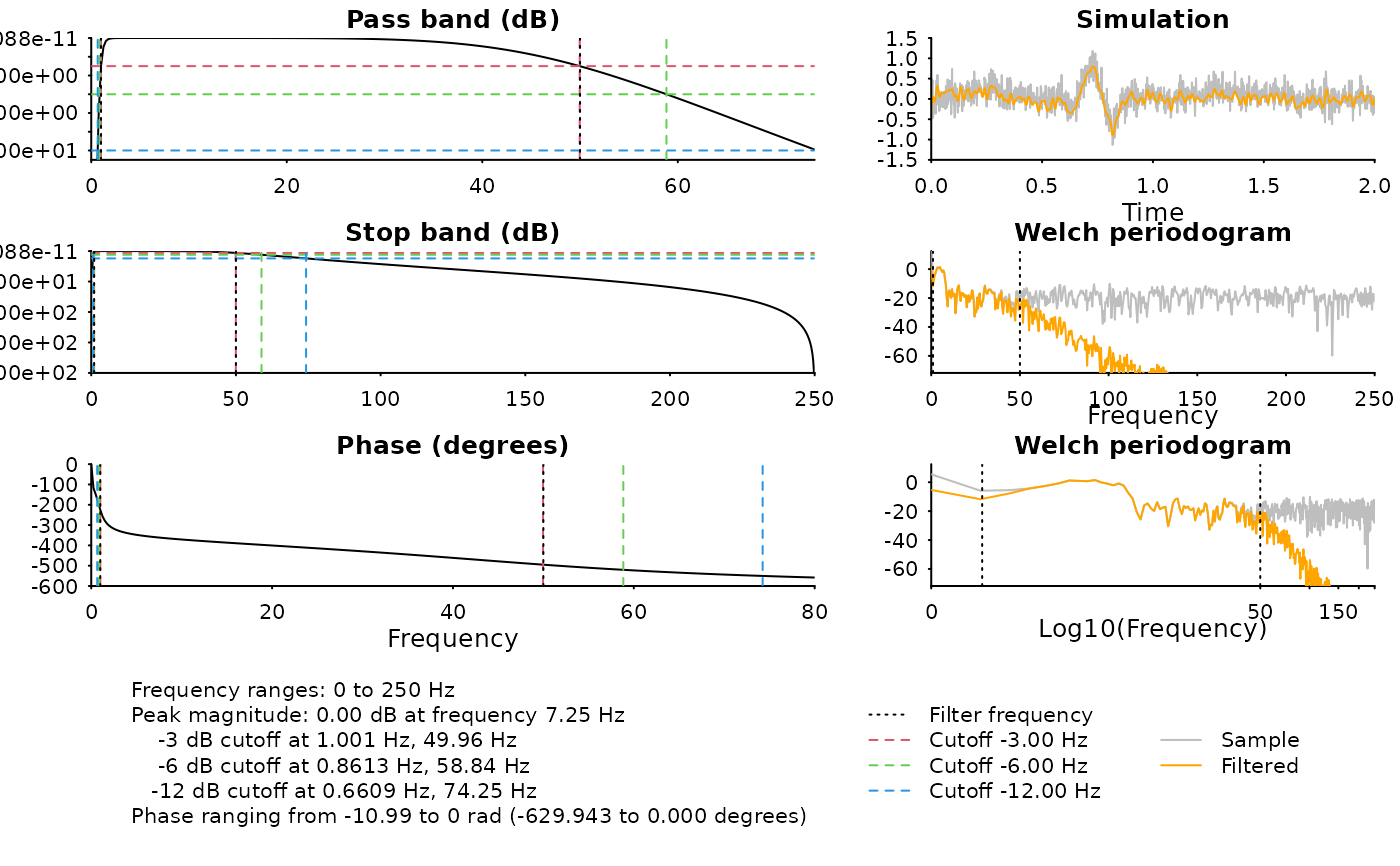 Pass band (dB)
088e-11
00e+00
00e+00
00e+01
0 20 40 60
Simulation
1.5
1.0
0.5
0.0
-0.5
-1.0
-1.5
0.0 0.5 1.0 1.5 2.0
Time
Stop band (dB)
088e-11
00e+01
00e+02
00e+02
00e+02
0 50 100 150 200 250
Welch periodogram
0
-20
-40
-60
0 50 100 150 200 250
Frequency
Phase (degrees)
0
-100
-200
-300
-400
-500
-600
0 20 40 60 80
Frequency
Welch periodogram
0
-20
-40
-60
0 50 150
Log10(Frequency)
Frequency ranges: 0 to 250 Hz
Peak magnitude: 0.00 dB at frequency 7.25 Hz
-3 dB cutoff at 1.001 Hz, 49.96 Hz
-6 dB cutoff at 0.8613 Hz, 58.84 Hz
-12 dB cutoff at 0.6609 Hz, 74.25 Hz
Phase ranging from -10.99 to 0 rad (-629.943 to 0.000 degrees)
Filter frequency
Cutoff -3.00 Hz
Cutoff -6.00 Hz
Cutoff -12.00 Hz
Sample
Filtered